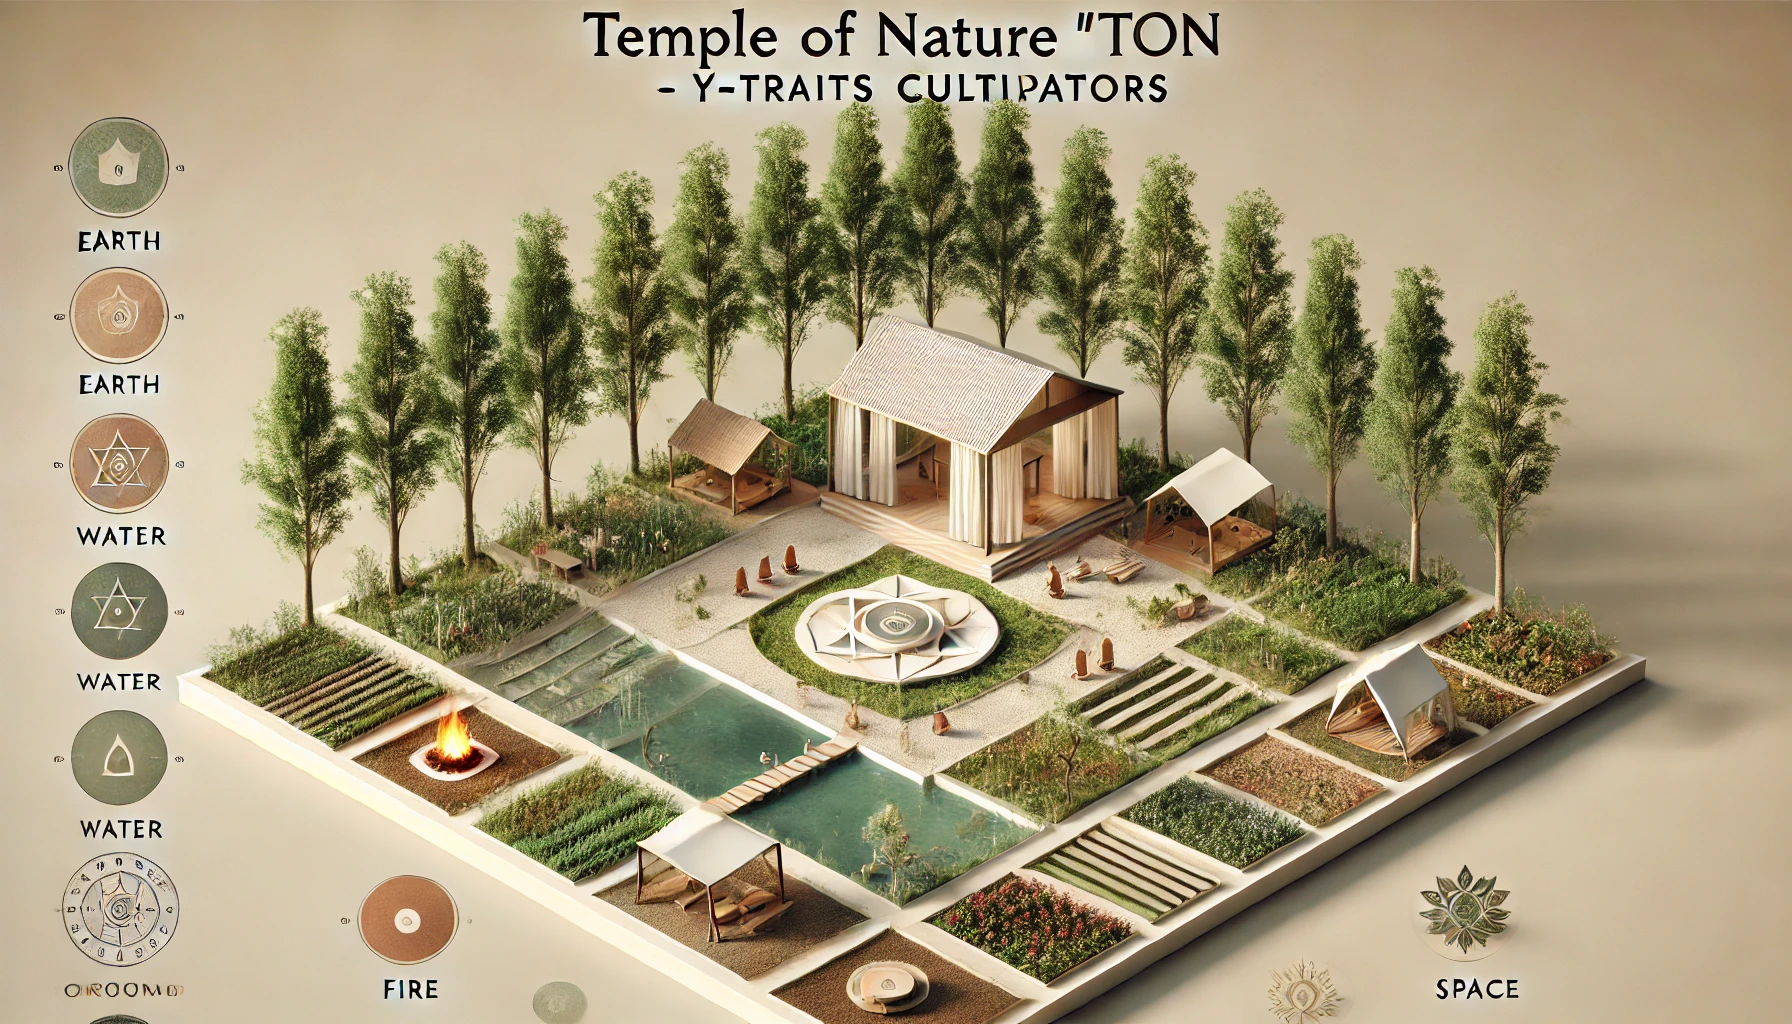 Temple of Nature "TON
- Y-TRAITS CULTIPATORS
EARTH
EARTH
WATER
WATER
WATER
FIRE
SPACE